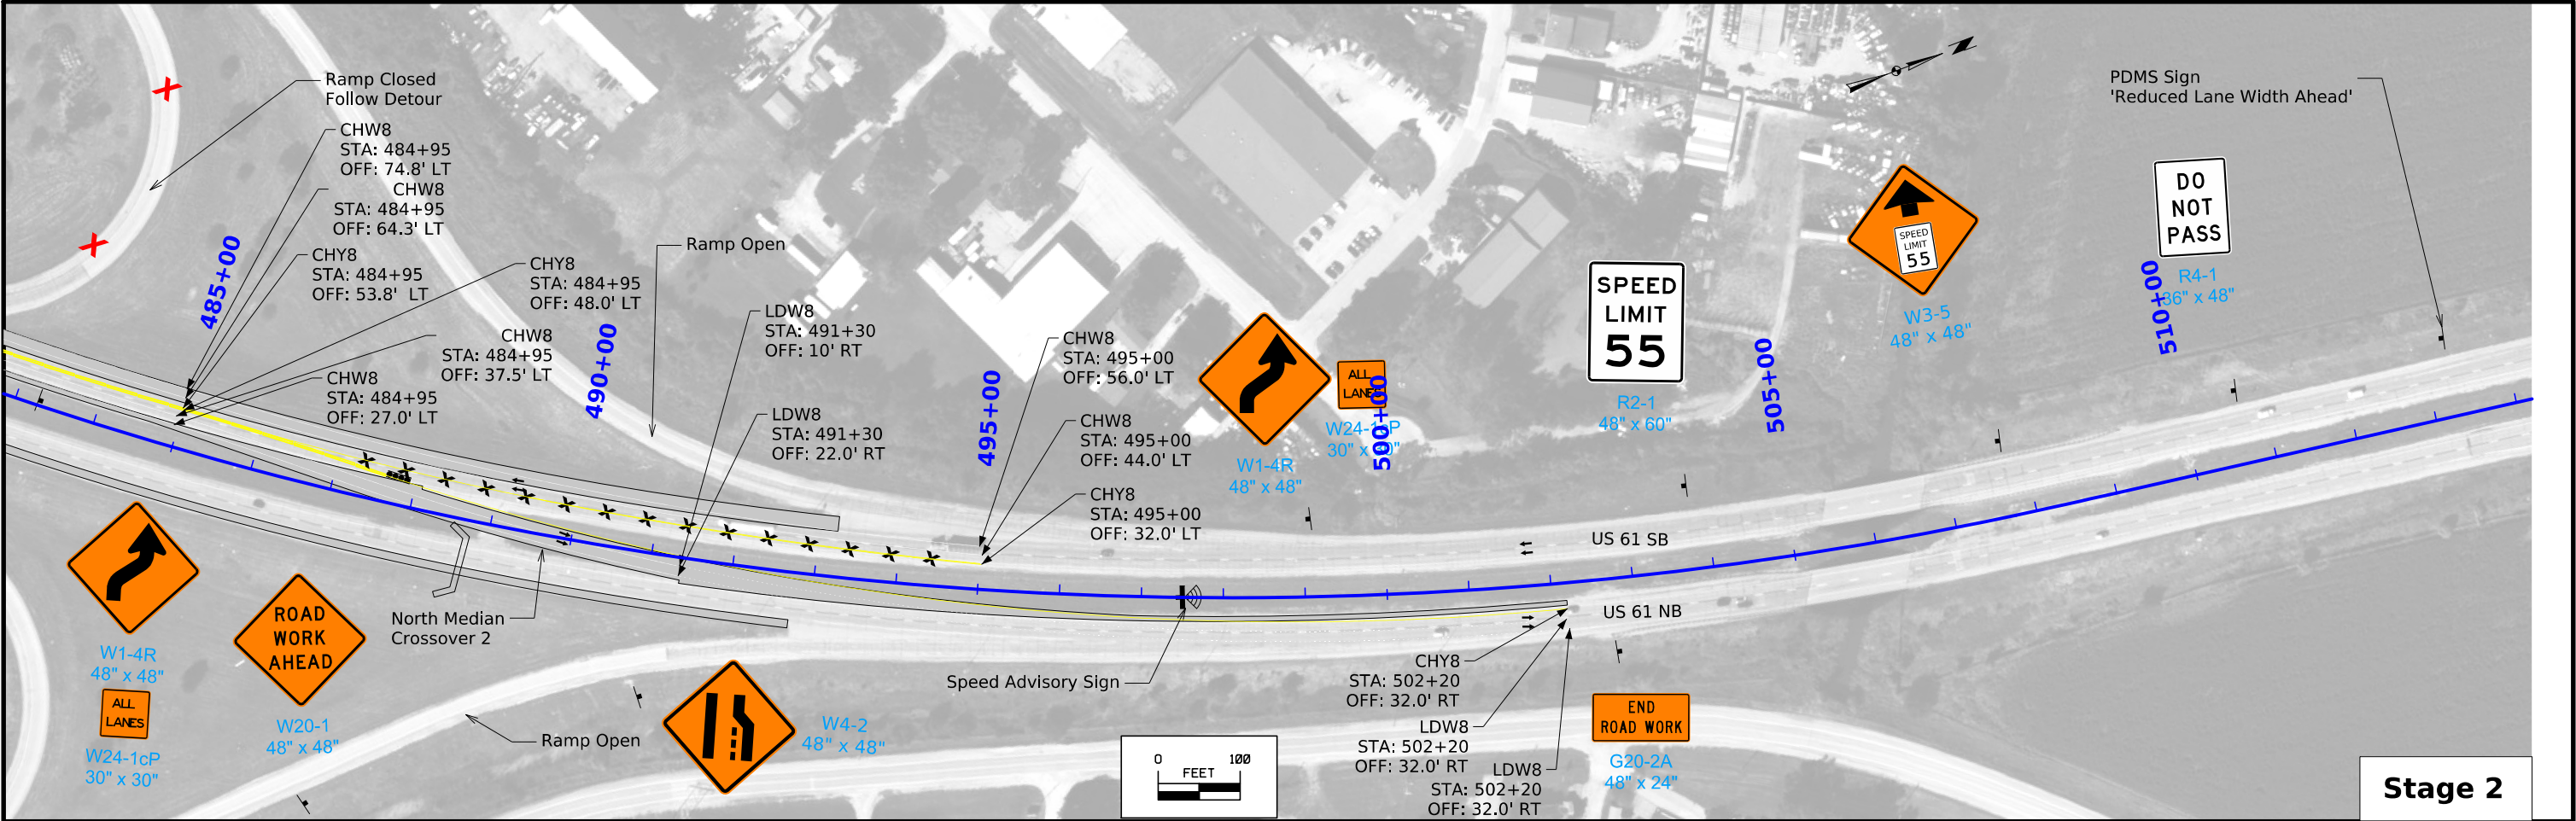 Ramp Closed
Follow Detour
CHW8
STA: 484+95
OFF: 74.8' LT
CHW8
STA: 484+95
OFF: 64.3' LT
CHY8
STA: 484+95
OFF: 53.8' LT
CHY8
STA: 484+95
OFF: 48.0' LT
CHW8
STA: 484+95
OFF: 37.5' LT
CHW8
STA: 484+95
OFF: 27.0' LT
485+00
490+00
Ramp Open
LDW8
STA: 491+30
OFF: 10' RT
LDW8
STA: 491+30
OFF: 22.0' RT
495+00
CHW8
STA: 495+00
OFF: 56.0' LT
CHW8
STA: 495+00
OFF: 44.0' LT
CHY8
STA: 495+00
OFF: 32.0' LT
W1-4R
48" x 48"
ALL
LANES
W24-1cP
30" x 30"
500+00
SPEED
LIMIT
55
R2-1
48" x 60"
505+00
SPEED
LIMIT
55
W3-5
48" x 48"
N
PDMS Sign
'Reduced Lane Width Ahead'
DO
NOT
PASS
R4-1
36" x 48"
510+00
US 61 SB
US 61 NB
W1-4R
48" x 48"
ALL
LANES
W24-1cP
30" x 30"
ROAD
WORK
AHEAD
W20-1
48" x 48"
North Median
Crossover 2
Ramp Open
W4-2
48" x 48"
Speed Advisory Sign
0 100
FEET
CHY8
STA: 502+20
OFF: 32.0' RT
LDW8
STA: 502+20
OFF: 32.0' RT
LDW8
STA: 502+20
OFF: 32.0' RT
END
ROAD WORK
G20-2A
48" x 24"
Stage 2